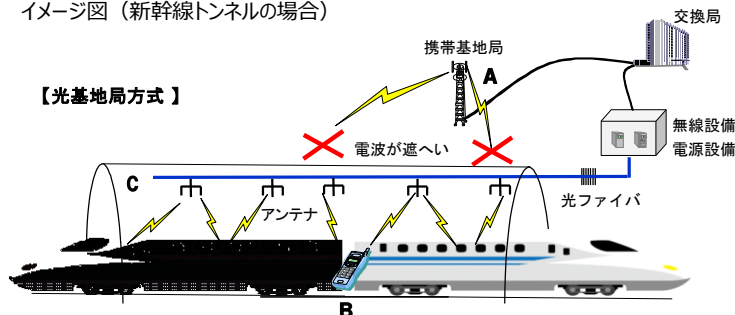 イメージ図（新幹線トンネルの場合）
交換局
携帯基地局
A
【光基地局方式 】
無線設備
電波が遮へい
電源設備
C
光ファイバ
アンテナ
B